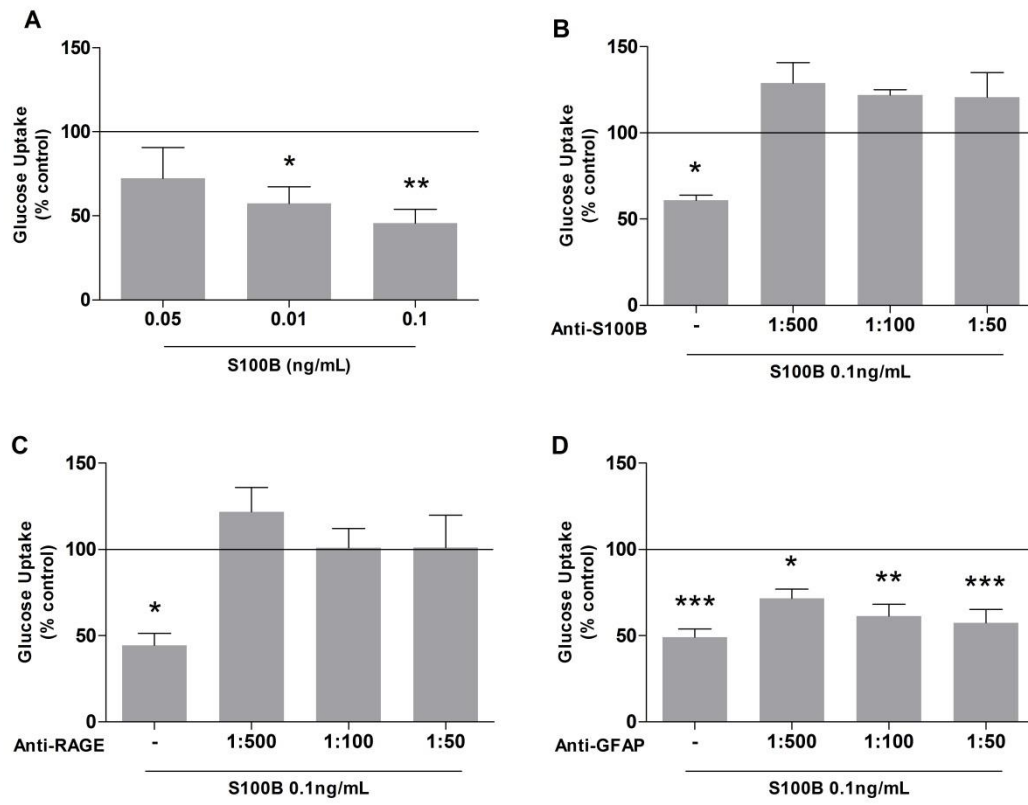 A
150
100
50
0
Glucose Uptake
(% control)
*
**
0.05 0.01 0.1
S100B (ng/mL)
B
150
100
50
0
Glucose Uptake
(% control)
*
Anti-S100B - 1:500 1:100 1:50
S100B 0.1ng/mL
C
150
100
50
0
Glucose Uptake
(% control)
*
Anti-RAGE - 1:500 1:100 1:50
S100B 0.1ng/mL
D
150
100
50
0
Glucose Uptake
(% control)
*** * ** ***
Anti-GFAP - 1:500 1:100 1:50
S100B 0.1ng/mL